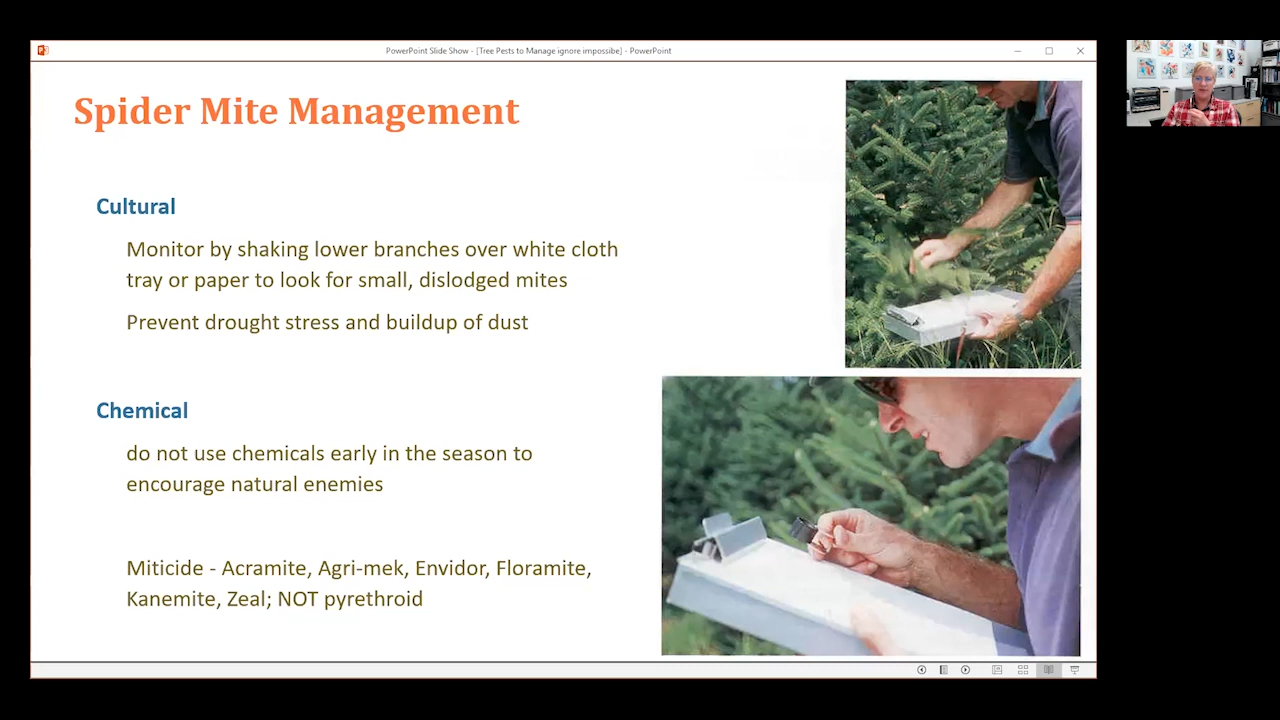 PowerPoint Slide Show - [Tree Pests to Manage ignore impossibe] - PowerPoint
Spider Mite Management
Cultural
Monitor by shaking lower branches over white cloth
tray or paper to look for small, dislodged mites
Prevent drought stress and buildup of dust
Chemical
do not use chemicals early in the season to
encourage natural enemies
Miticide - Acramite, Agri-mek, Envidor, Floramite,
Kanemite, Zeal; NOT pyrethroid